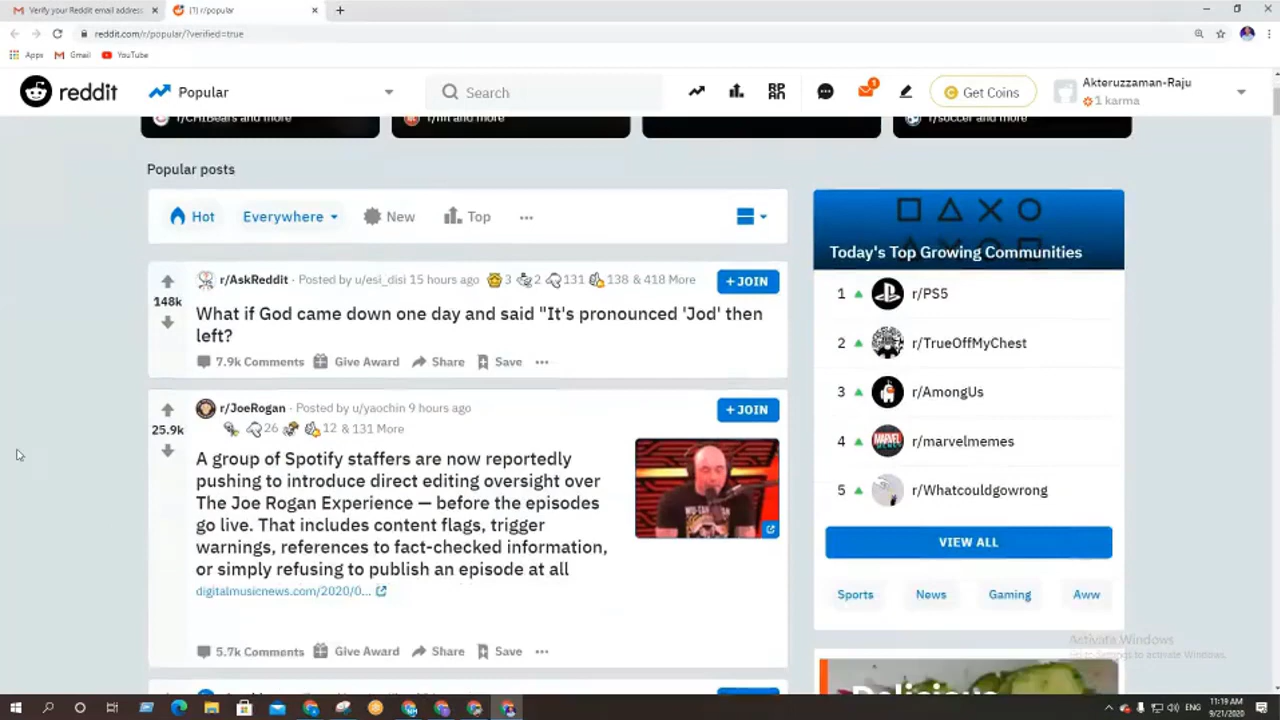 Verify your Reddit email address
(1) r/popular
reddit.com/r/popular/?verified=true
Apps
Gmail
YouTube
reddit
Popular
Search
Get Coins
Akteruzzaman-Raju
1 karma
r/CHIBears and more
r/nfl and more
r/soccer and more
Popular posts
Hot
Everywhere
New
Top
r/AskReddit · Posted by u/esi_disi 15 hours ago 3 2 131 138 & 418 More
+ JOIN
148k
What if God came down one day and said "It's pronounced 'Jod' then
left?
7.9k Comments
Give Award
Share
Save
r/JoeRogan · Posted by u/yaochin 9 hours ago
26 12 & 131 More
+ JOIN
25.9k
A group of Spotify staffers are now reportedly
pushing to introduce direct editing oversight over
The Joe Rogan Experience — before the episodes
go live. That includes content flags, trigger
warnings, references to fact-checked information,
or simply refusing to publish an episode at all
digitalmusicnews.com/2020/0...
5.7k Comments
Give Award
Share
Save
Today's Top Growing Communities
1 r/PS5
2 r/TrueOffMyChest
3 r/AmongUs
4 r/marvelmemes
5 r/Whatcouldgowrong
VIEW ALL
Sports
News
Gaming
Aww
Activate Windows
Go to Settings to activate Windows.
Delicious
ENG
11:19 AM
9/21/2020